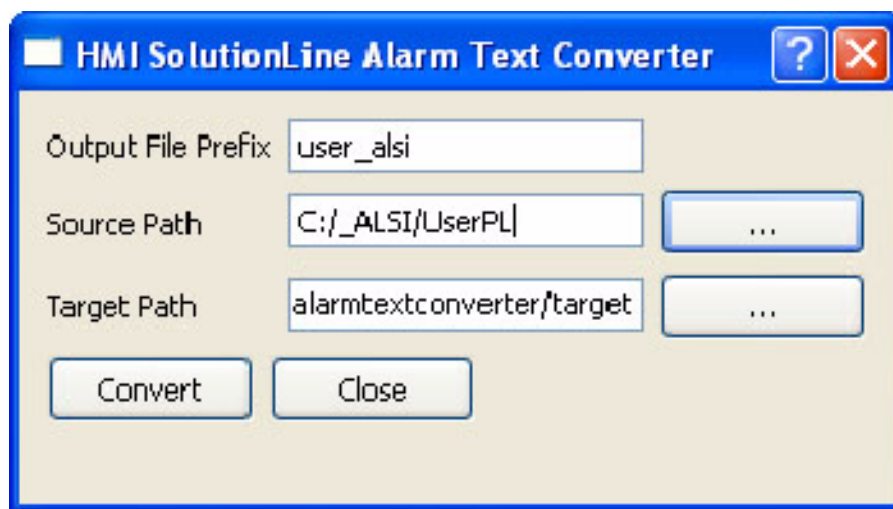 HMI SolutionLine Alarm Text Converter ?
Output File Prefix user_alsi
Source Path C:/_ALSI/UserPL ...
Target Path alarmtextconverter/target ...
Convert Close